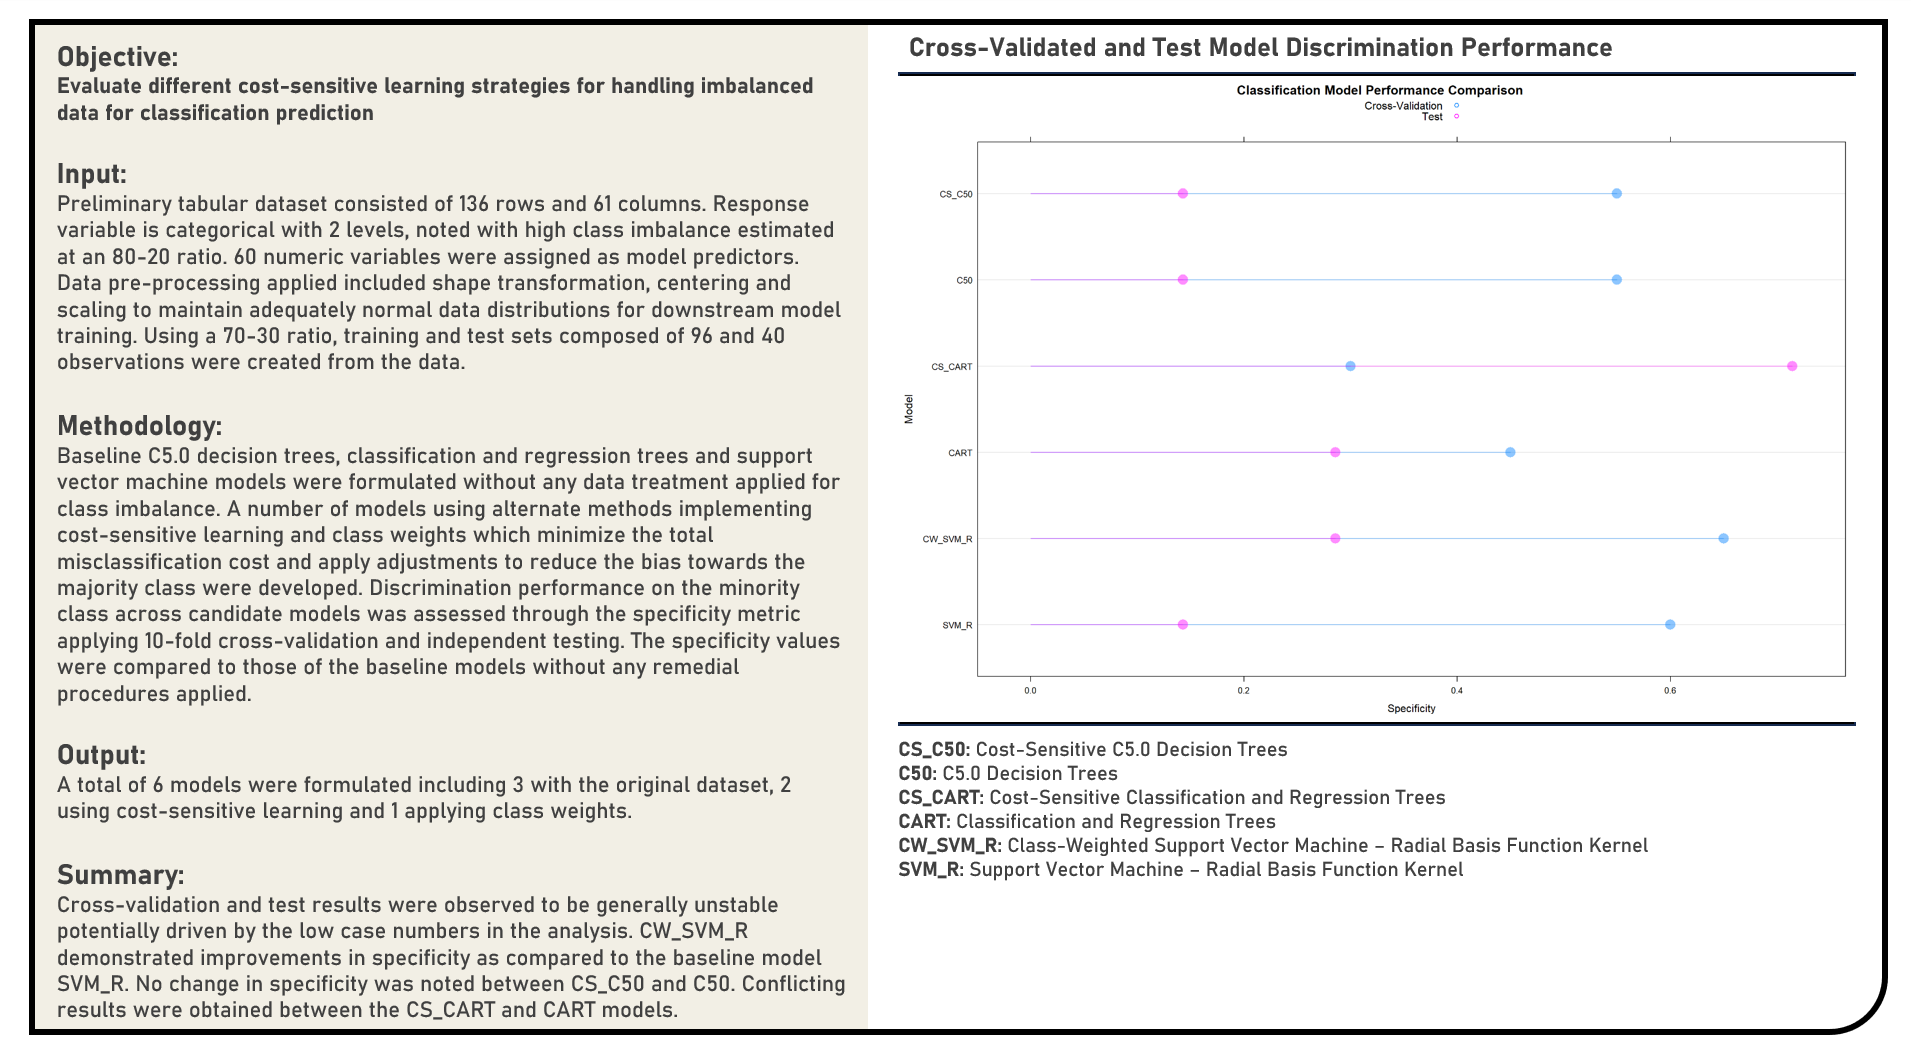 Objective:
Evaluate different cost-sensitive learning strategies for handling imbalanced
data for classification prediction
Input:
Preliminary tabular dataset consisted of 136 rows and 61 columns. Response
variable is categorical with 2 levels, noted with high class imbalance estimated
at an 80-20 ratio. 60 numeric variables were assigned as model predictors.
Data pre-processing applied included shape transformation, centering and
scaling to maintain adequately normal data distributions for downstream model
training. Using a 70-30 ratio, training and test sets composed of 96 and 40
observations were created from the data.
Methodology:
Baseline C5.0 decision trees, classification and regression trees and support
vector machine models were formulated without any data treatment applied for
class imbalance. A number of models using alternate methods implementing
cost-sensitive learning and class weights which minimize the total
misclassification cost and apply adjustments to reduce the bias towards the
majority class were developed. Discrimination performance on the minority
class across candidate models was assessed through the specificity metric
applying 10-fold cross-validation and independent testing. The specificity values
were compared to those of the baseline models without any remedial
procedures applied.
Output:
A total of 6 models were formulated including 3 with the original dataset, 2
using cost-sensitive learning and 1 applying class weights.
Summary:
Cross-validation and test results were observed to be generally unstable
potentially driven by the low case numbers in the analysis. CW_SVM_R
demonstrated improvements in specificity as compared to the baseline model
SVM_R. No change in specificity was noted between CS_C50 and C50. Conflicting
results were obtained between the CS_CART and CART models.
Cross-Validated and Test Model Discrimination Performance
Classification Model Performance Comparison
Cross-Validation
Test
CS_C50
C50
CS_CART
CART
CW_SVM_R
SVM_R
Model
0.0 0.2 0.4 0.6
Specificity
CS_C50: Cost-Sensitive C5.0 Decision Trees
C50: C5.0 Decision Trees
CS_CART: Cost-Sensitive Classification and Regression Trees
CART: Classification and Regression Trees
CW_SVM_R: Class-Weighted Support Vector Machine – Radial Basis Function Kernel
SVM_R: Support Vector Machine – Radial Basis Function Kernel